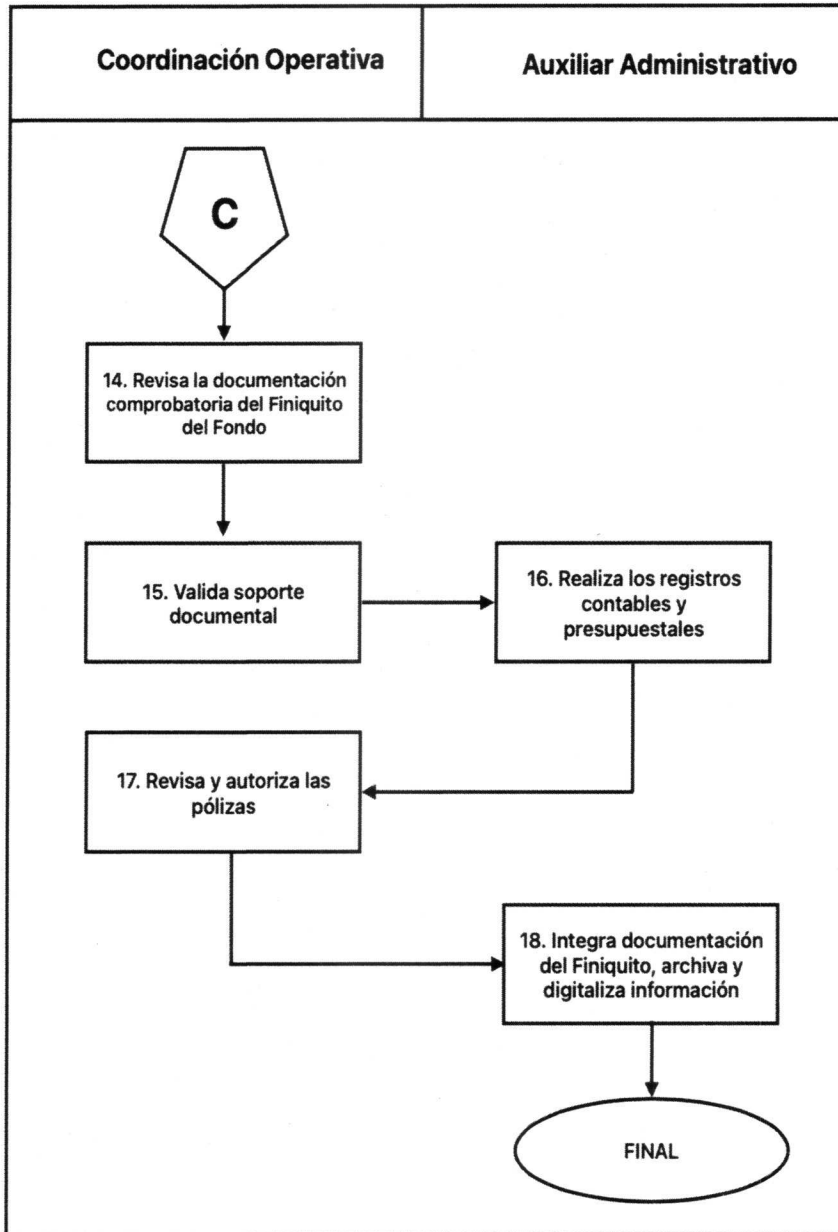 Coordinación Operativa
Auxiliar Administrativo
C
14. Revisa la documentación
comprobatoria del Finiquito
del Fondo
15. Valida soporte
documental
16. Realiza los registros
contables y
presupuestales
17. Revisa y autoriza las
pólizas
18. Integra documentación
del Finiquito, archiva y
digitaliza información
FINAL